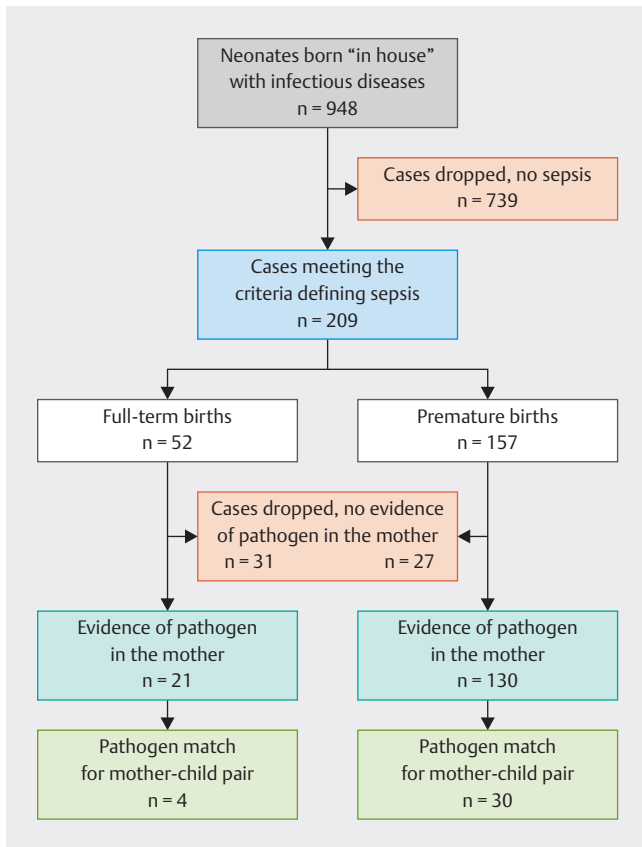 Neonates born “in house”
with infectious diseases
n = 948
Cases dropped, no sepsis
n = 739
Cases meeting the
criteria defining sepsis
n = 209
Full-term births
n = 52
Premature births
n = 157
Cases dropped, no evidence
of pathogen in the mother
n = 31 n = 27
Evidence of pathogen
in the mother
n = 21
Evidence of pathogen
in the mother
n = 130
Pathogen match
for mother-child pair
n = 4
Pathogen match
for mother-child pair
n = 30